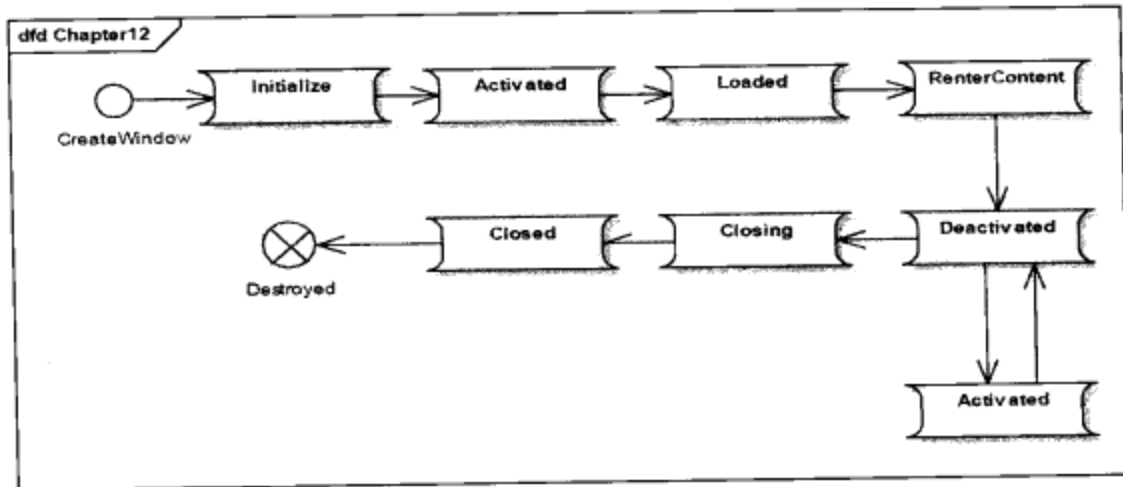 dfd Chapter12
Initialize
Activated
Loaded
RenterContent
CreateWindow
Closed
Closing
Deactivated
Destroyed
Activated